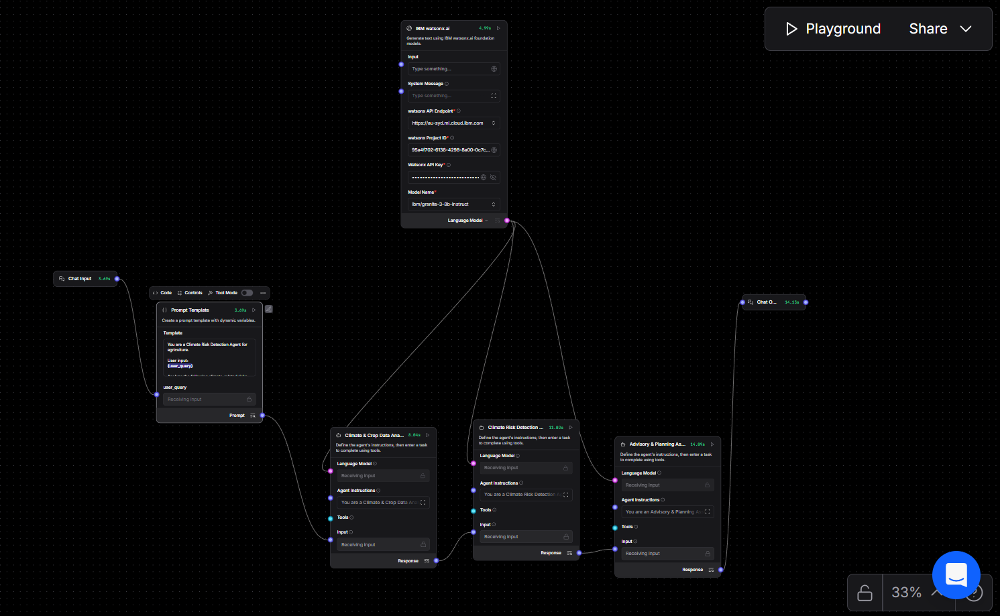 Playground
Share
IBM watsonx.ai
4.99s
Generate text using IBM watsonx.ai foundation
models.
Input
Type something...
System Message
Type something...
watsonx API Endpoint*
https://au-syd.ml.cloud.ibm.com
watsonx Project ID*
95a4f702-6138-4298-8a00-0c7c...
Watsonx API Key*
••••••••••••••••••••••••••
Model Name*
ibm/granite-3-8b-instruct
Language Model
Chat Input
3.69s
Code
Controls
Tool Mode
Prompt Template
3.69s
Create a prompt template with dynamic variables.
Template
You are a Climate Risk Detection Agent for
agriculture.
User input:
{user_query}
user_query
Receiving input
Prompt
Chat O...
14.13s
Climate & Crop Data Ana...
8.04s
Define the agent's instructions, then enter a task
to complete using tools.
Language Model
Receiving input
Agent Instructions
You are a Climate & Crop Data Ana
Tools
Input
Receiving input
Response
Climate Risk Detection ...
11.02s
Define the agent's instructions, then enter a task
to complete using tools.
Language Model
Receiving input
Agent Instructions
You are a Climate Risk Detection A
Tools
Input
Receiving input
Response
Advisory & Planning As...
14.09s
Define the agent's instructions, then enter a task
to complete using tools.
Language Model
Receiving input
Agent Instructions
You are an Advisory & Planning As
Tools
Input
Receiving input
Response
33%